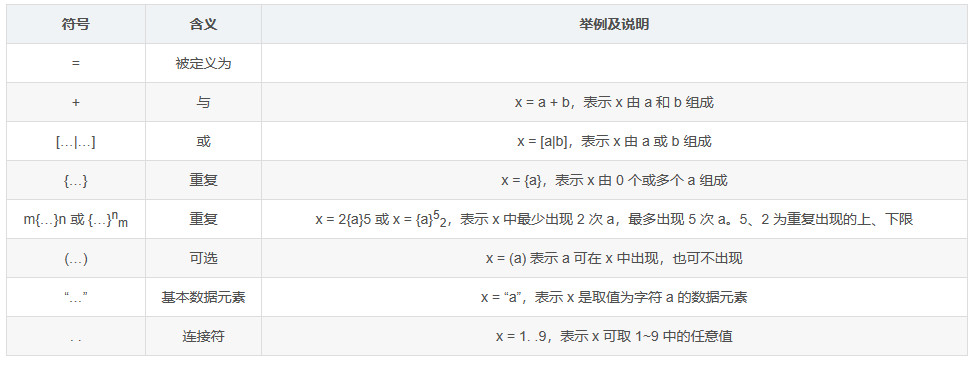 符号 含义 举例及说明
= 被定义为
+ 与 x = a + b，表示 x 由 a 和 b 组成
[…|…] 或 x = [a|b]，表示 x 由 a 或 b 组成
{…} 重复 x = {a}，表示 x 由 0 个或多个 a 组成
m{…}n 或 {…}ⁿₘ 重复 x = 2{a}5 或 x = {a}⁵₂，表示 x 中最少出现 2 次 a，最多出现 5 次 a。5、2 为重复出现的上、下限
(…) 可选 x = (a) 表示 a 可在 x 中出现，也可不出现
“…” 基本数据元素 x = “a”，表示 x 是取值为字符 a 的数据元素
. . 连接符 x = 1. .9，表示 x 可取 1~9 中的任意值